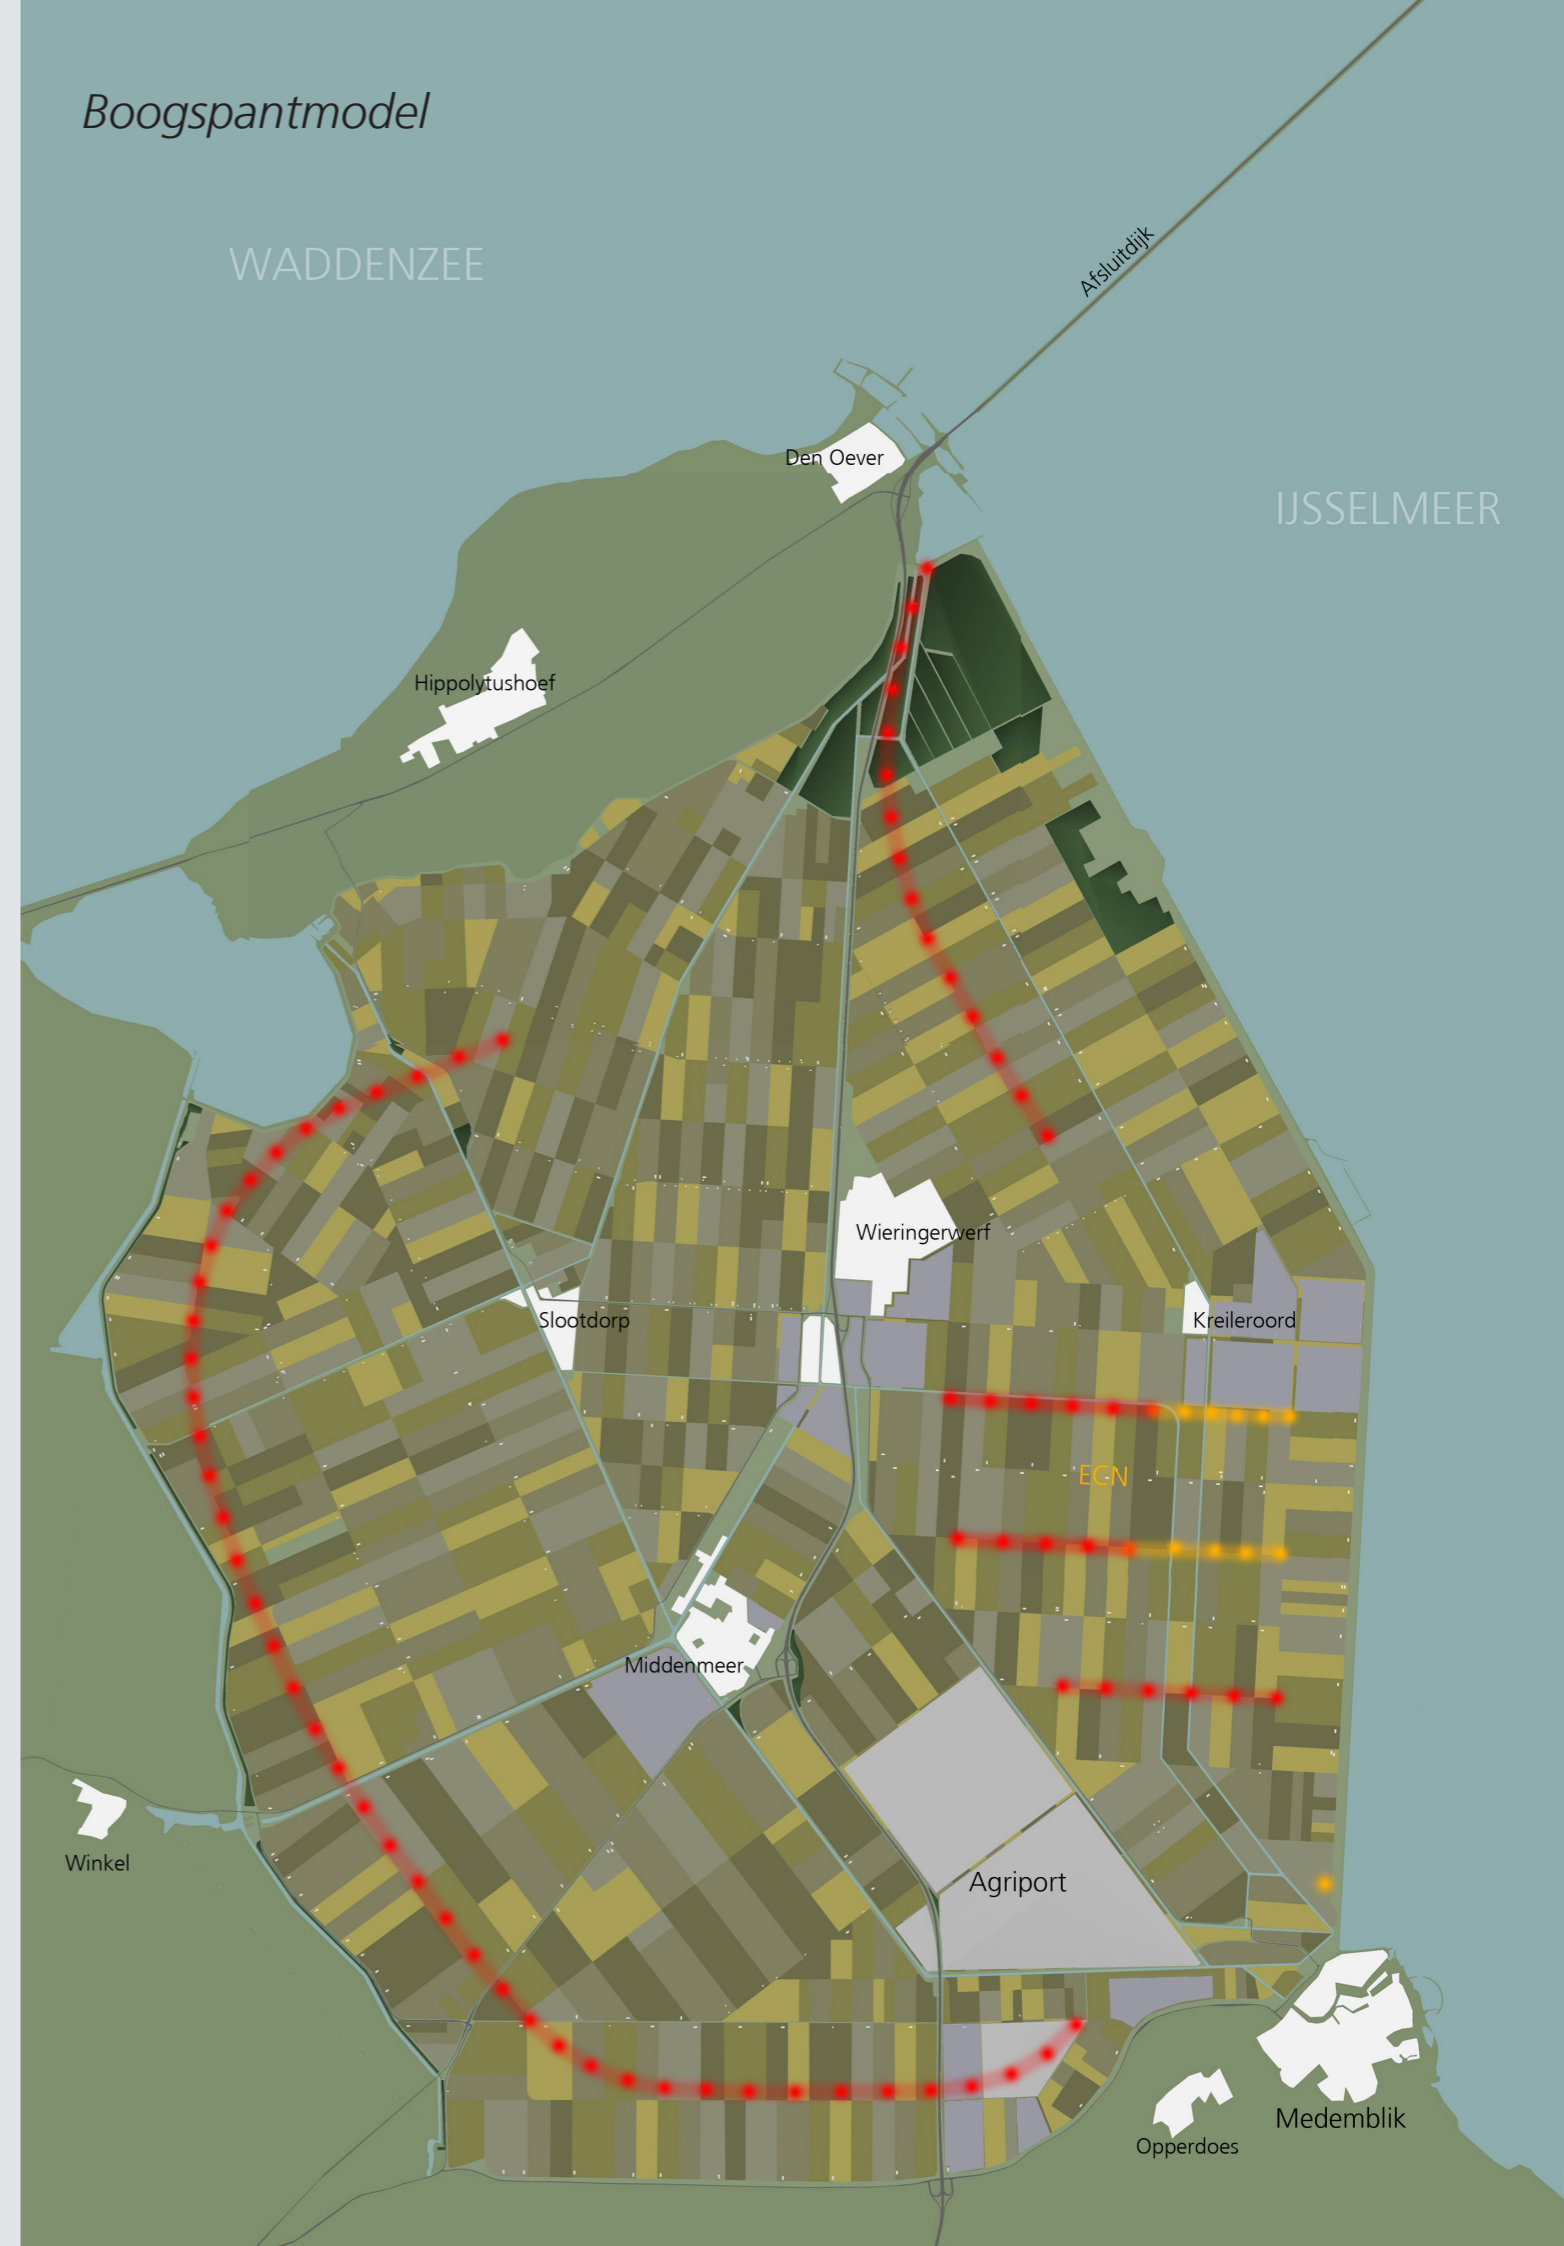 Boogspantmodel
Afsluitdijk
WADDENZEE
Den Oever
IJSSELMEER
Hippolytushoef
Wieringerwerf
Slootdorp
Kreileroord
ECN
Middenmeer
Winkel
Agriport
Medemblik
Opperdoes